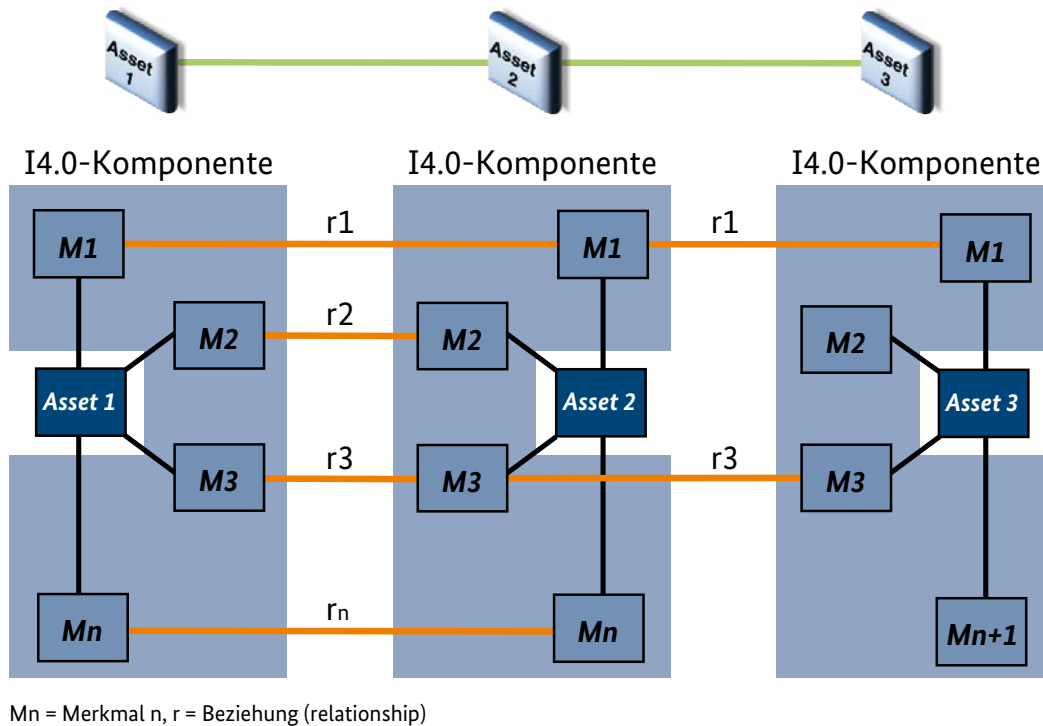 Asset 1
Asset 2
Asset 3
I4.0-Komponente
I4.0-Komponente
I4.0-Komponente
M1
r1
M1
r1
M1
M2
r2
M2
M2
Asset 1
Asset 2
Asset 3
M3
r3
M3
r3
M3
Mn
rn
Mn
Mn+1
Mn = Merkmal n, r = Beziehung (relationship)